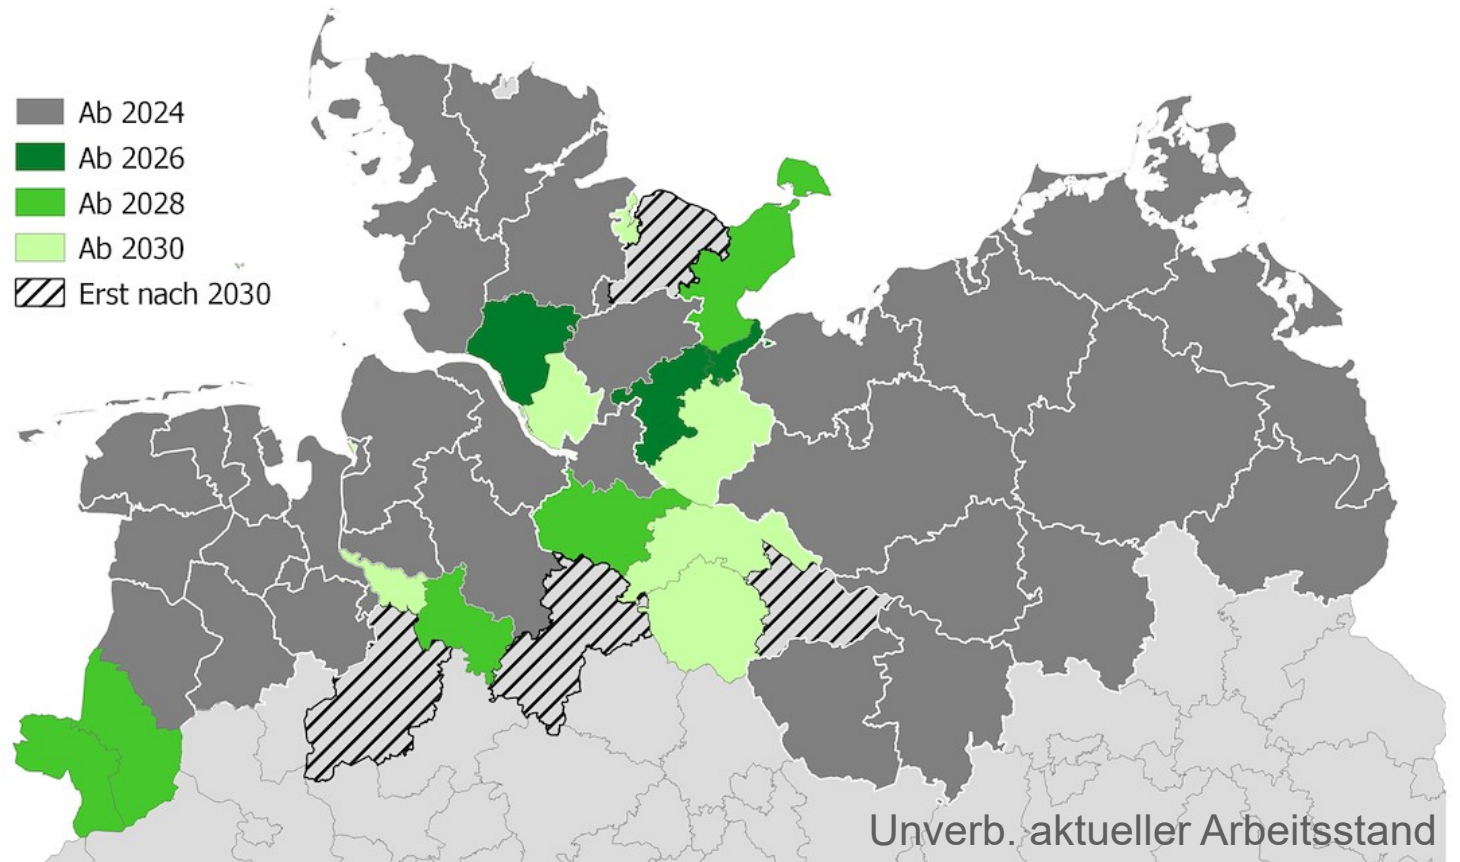 Ab 2024
Ab 2026
Ab 2028
Ab 2030
Erst nach 2030
Unverb. aktueller Arbeitsstand